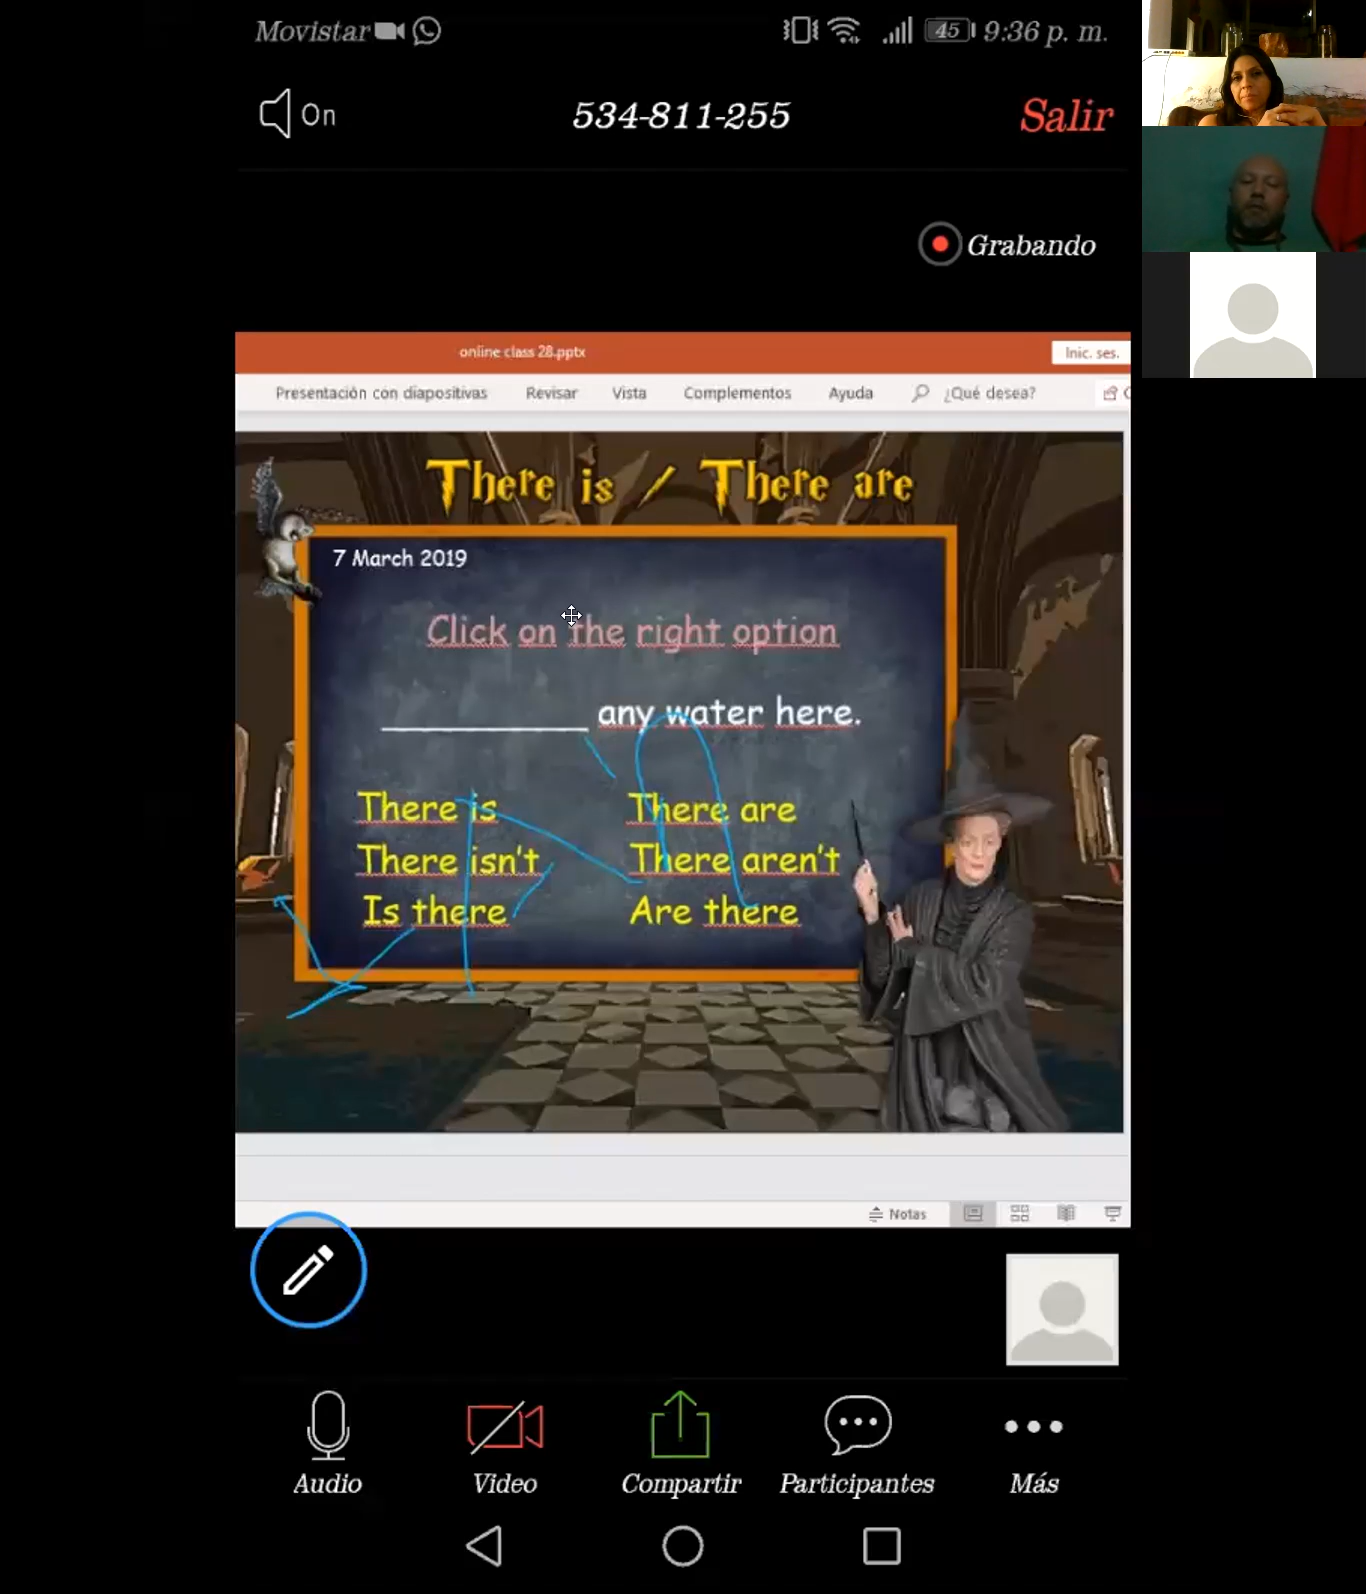 Movistar 45 9:36 p. m.
On 534-811-255 Salir
Grabando
online class 28.pptx Inic. ses.
Presentación con diapositivas Revisar Vista Complementos Ayuda ¿Qué desea?
There is / There are
7 March 2019
Click on the right option
__________ any water here.
There is There are
There isn't There aren't
Is there Are there
Notas
Audio Video Compartir Participantes Más